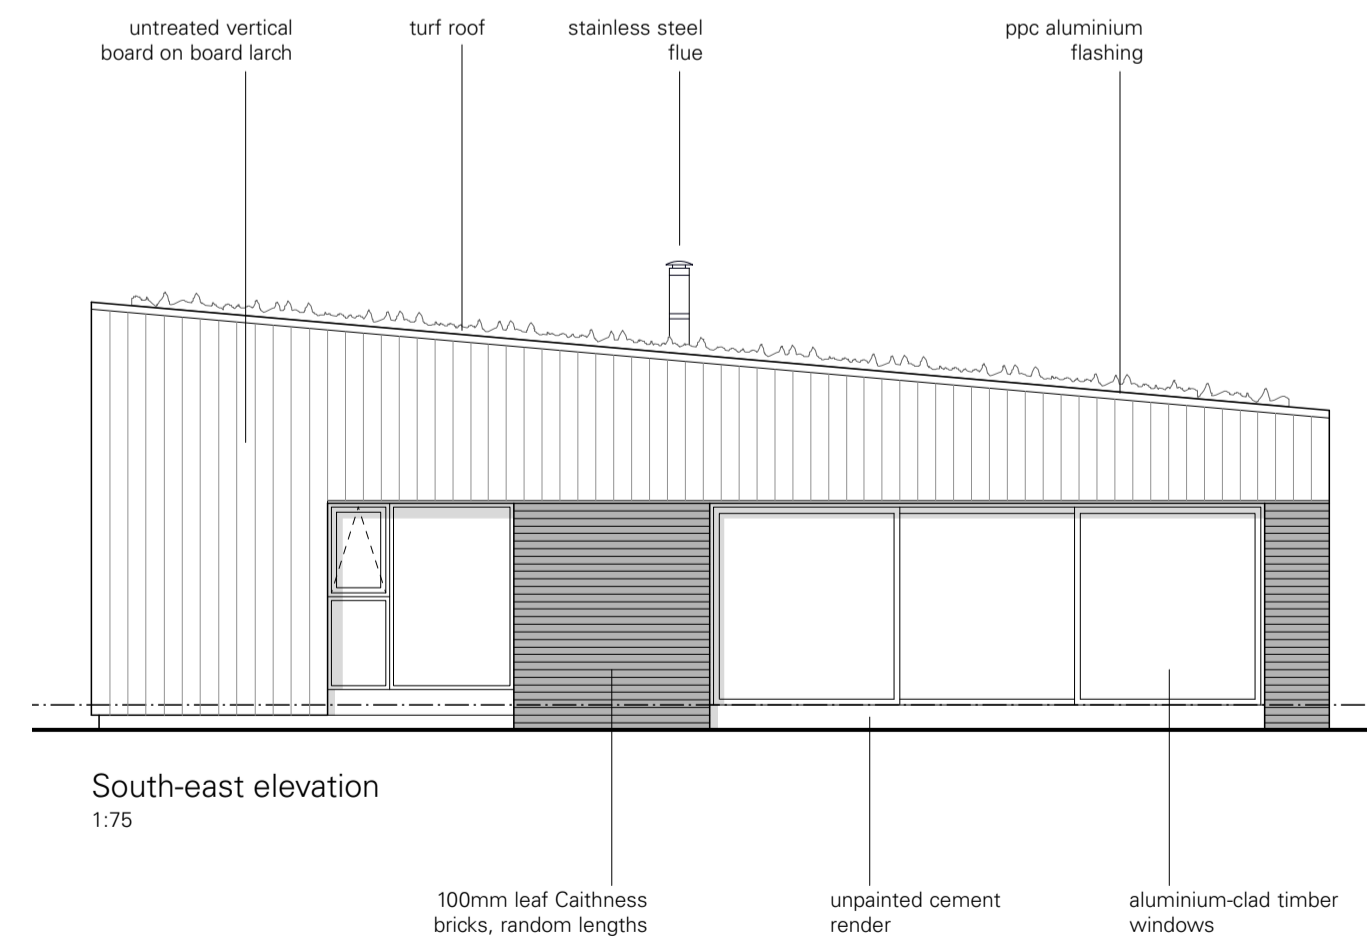 untreated vertical
board on board larch
turf roof
stainless steel
flue
ppc aluminium
flashing
South-east elevation
1:75
100mm leaf Caithness
bricks, random lengths
unpainted cement
render
aluminium-clad timber
windows